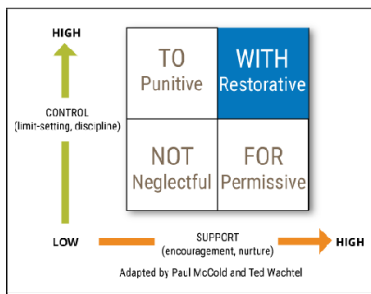 HIGH
TO
Punitive
WITH
Restorative
CONTROL
(limit-setting, discipline)
NOT
Neglectful
FOR
Permissive
LOW
SUPPORT
(encouragement, nurture)
HIGH
Adapted by Paul McCold and Ted Wachtel